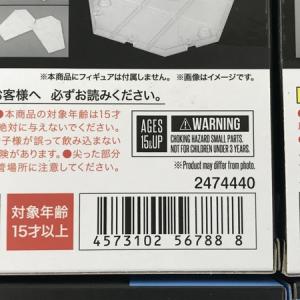 ※本商品にフィギュアは付属しません。 ※画像はイメージです。
お客様へ 必ずお読みください。
●本商品の対象年齢は15才
絶対に与えないでください。
子様が誤って飲み込まない
険があります。●尖った部分
管場所に注意してください。
AGES
15&UP
WARNING
CHOKING HAZARD SMALL PARTS.
NOT FOR CHILDREN UNDER 3 YEARS.
※Product may differ from photo.
2474440
対象年齢
15才以上
4573102 56788 8